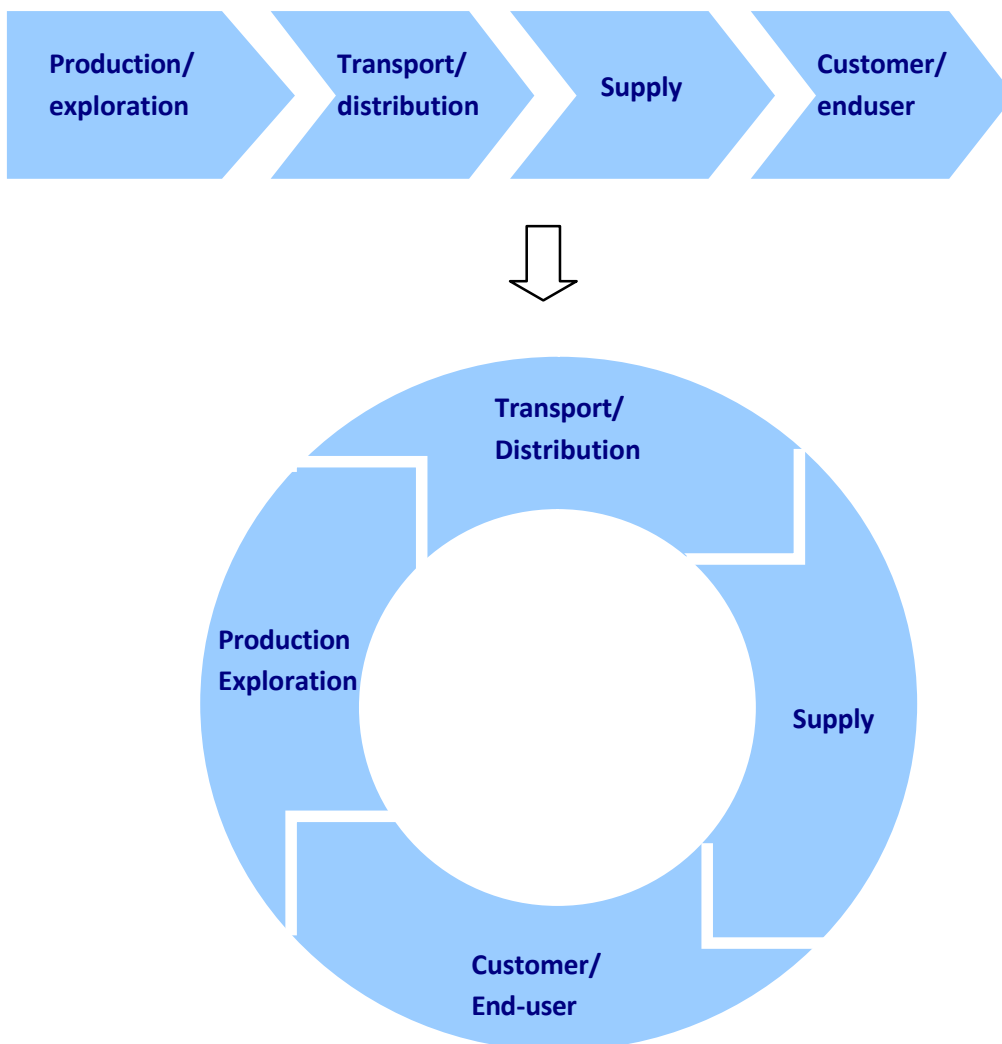 Production/
exploration
Transport/
distribution
Supply
Customer/
enduser
Transport/
Distribution
Production
Exploration
Supply
Customer/
End-user